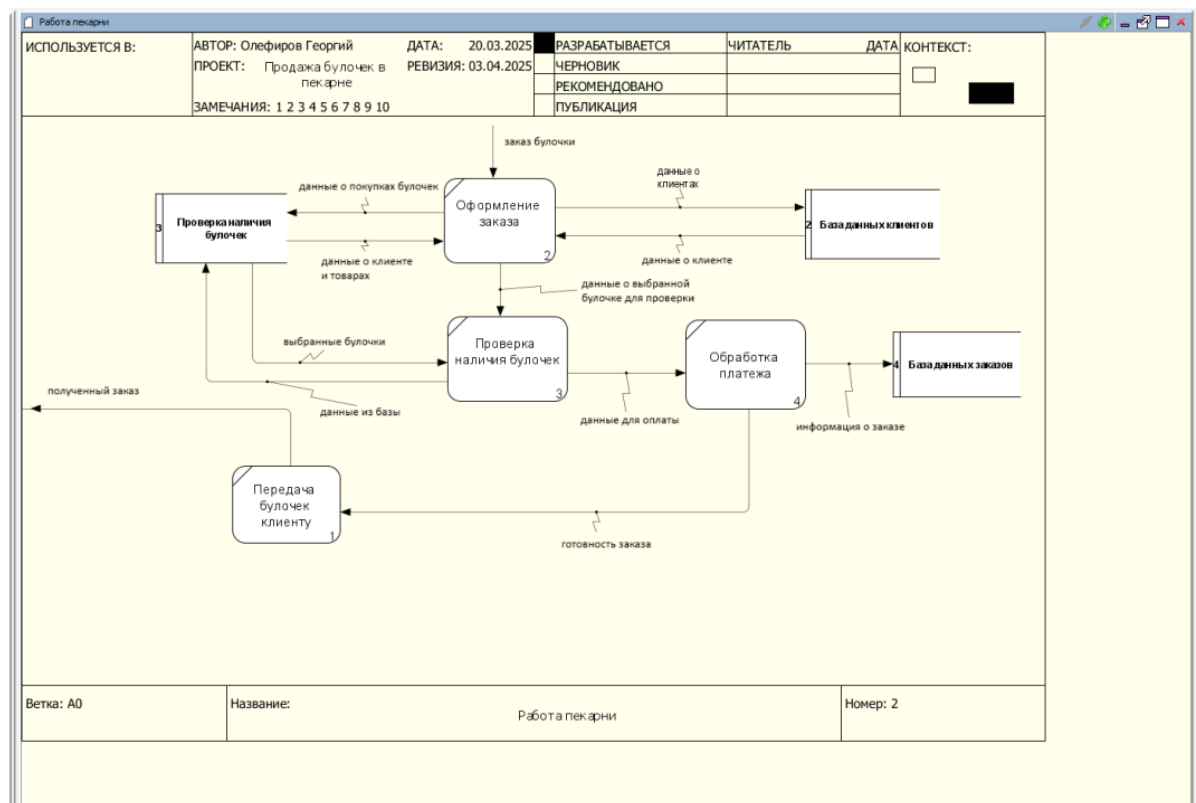 Работа пекарни
ИСПОЛЬЗУЕТСЯ В:
АВТОР: Олефиров Георгий
ДАТА: 20.03.2025
РАЗРАБАТЫВАЕТСЯ
ЧИТАТЕЛЬ
ДАТА
КОНТЕКСТ:
ПРОЕКТ: Продажа булочек в
пекарне
РЕВИЗИЯ: 03.04.2025
ЧЕРНОВИК
РЕКОМЕНДОВАНО
ЗАМЕЧАНИЯ: 1 2 3 4 5 6 7 8 9 10
ПУБЛИКАЦИЯ
заказ булочки
данные о покупках булочек
данные о
клиентах
Оформление
заказа
2
3
Проверка наличия
булочек
2
База данных клиентов
данные о клиенте
и товарах
данные о клиенте
данные о выбранной
булочке для проверки
выбранные булочки
Проверка
наличия булочек
3
Обработка
платежа
4
4
База данных заказов
полученный заказ
данные из базы
данные для оплаты
информация о заказе
Передача
булочек
клиенту
1
готовность заказа
Ветка: A0
Название:
Работа пекарни
Номер: 2